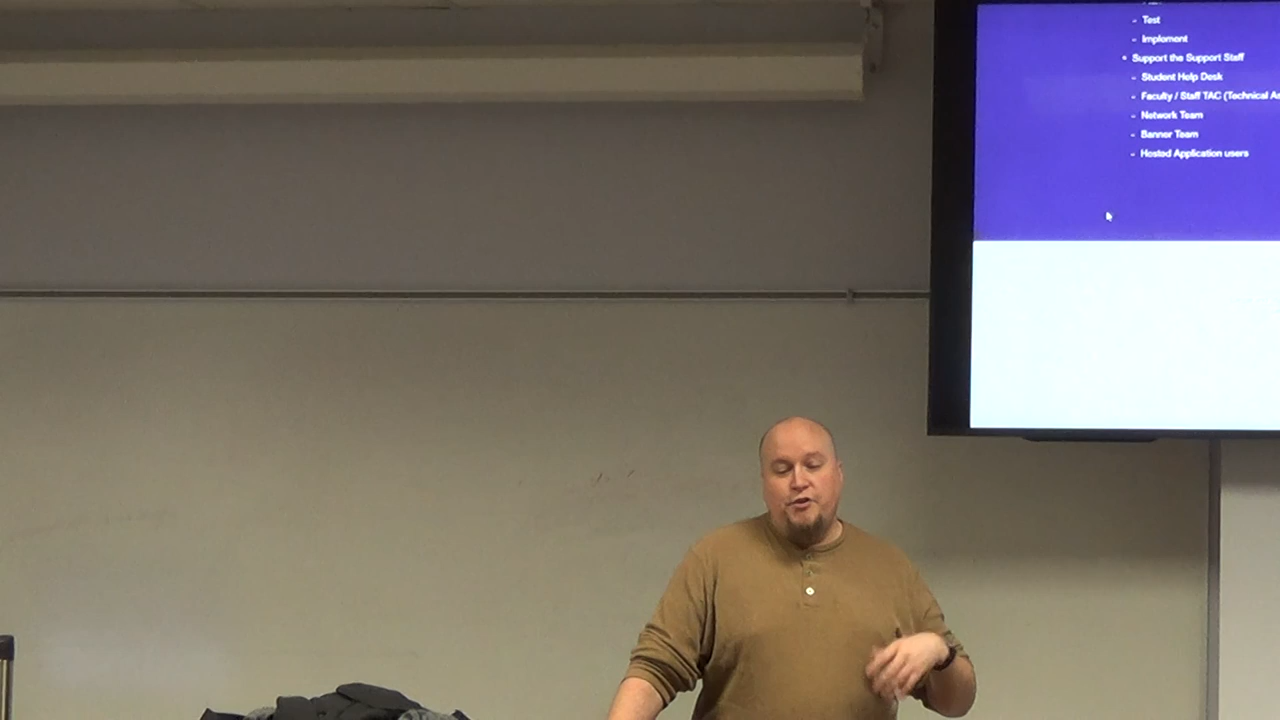 - Test
- Implement
• Support the Support Staff
- Student Help Desk
- Faculty / Staff TAC (Technical As
- Network Team
- Banner Team
- Hosted Application users